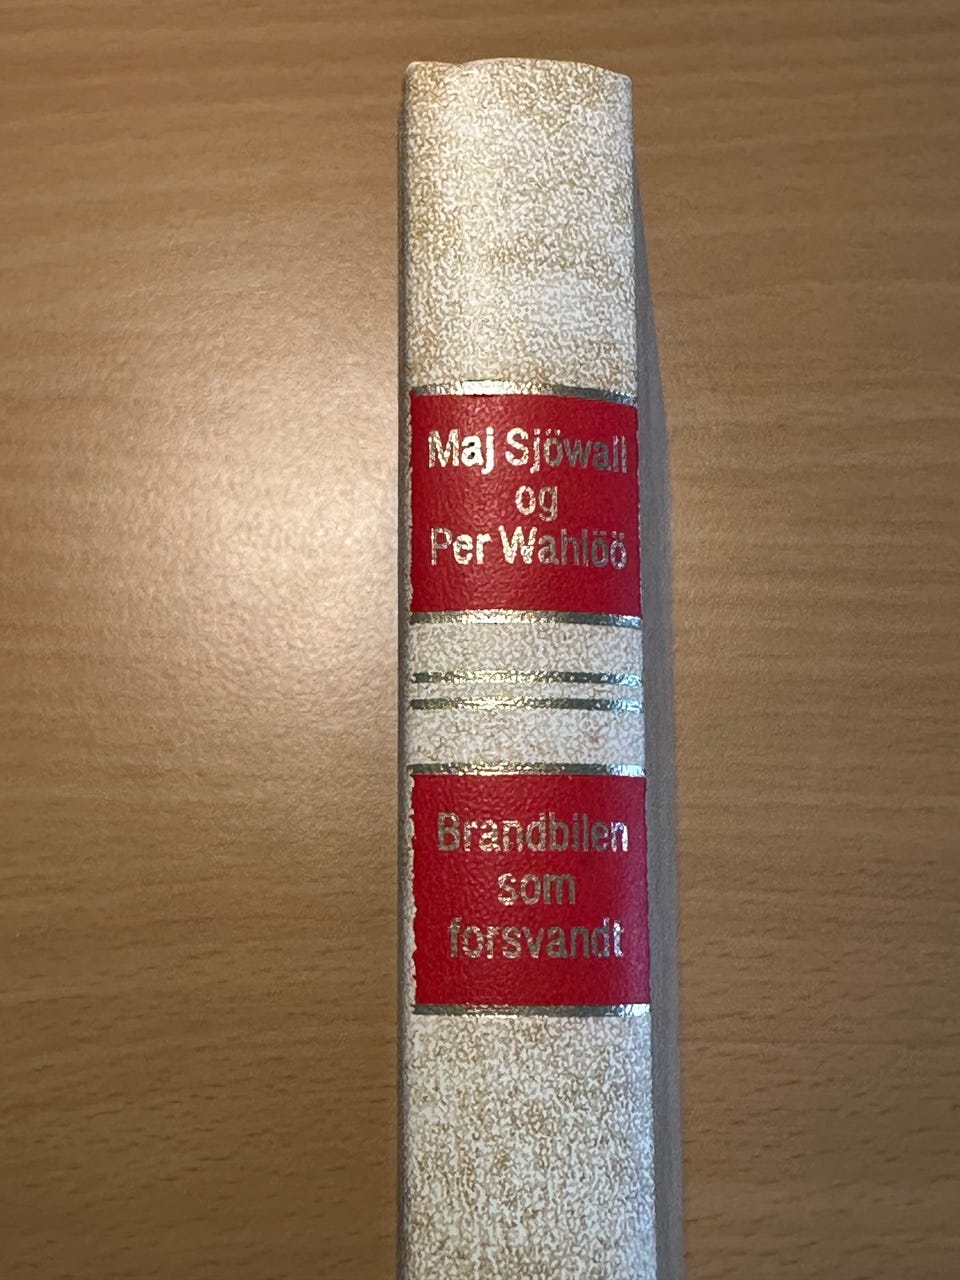 Maj Sjöwall
og
Per Wahlöö
Brandbilen
som
forsvandt